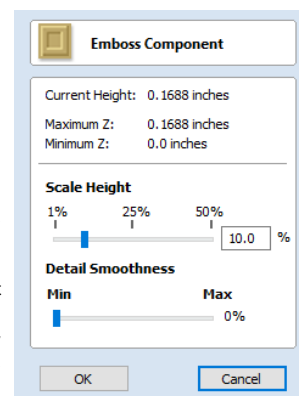 Emboss Component
Current Height: 0.1688 inches
Maximum Z: 0.1688 inches
Minimum Z: 0.0 inches
Scale Height
1% 25% 50%
10.0 %
Detail Smoothness
Min Max
0%
OK Cancel